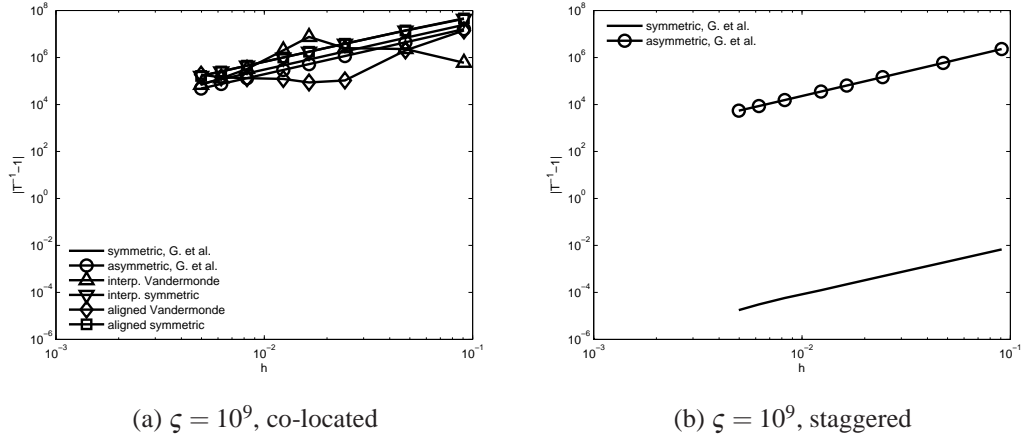 10^8
10^6
10^4
10^2
10^0
10^-2
10^-4
10^-6
|T^-1-1|
symmetric, G. et al.
asymmetric, G. et al.
interp. Vandermonde
interp. symmetric
aligned Vandermonde
aligned symmetric
10^-3
10^-2
10^-1
h
(a) ς = 10^9, co-located
10^8
10^6
10^4
10^2
10^0
10^-2
10^-4
10^-6
|T^-1-1|
symmetric, G. et al.
asymmetric, G. et al.
10^-3
10^-2
10^-1
h
(b) ς = 10^9, staggered